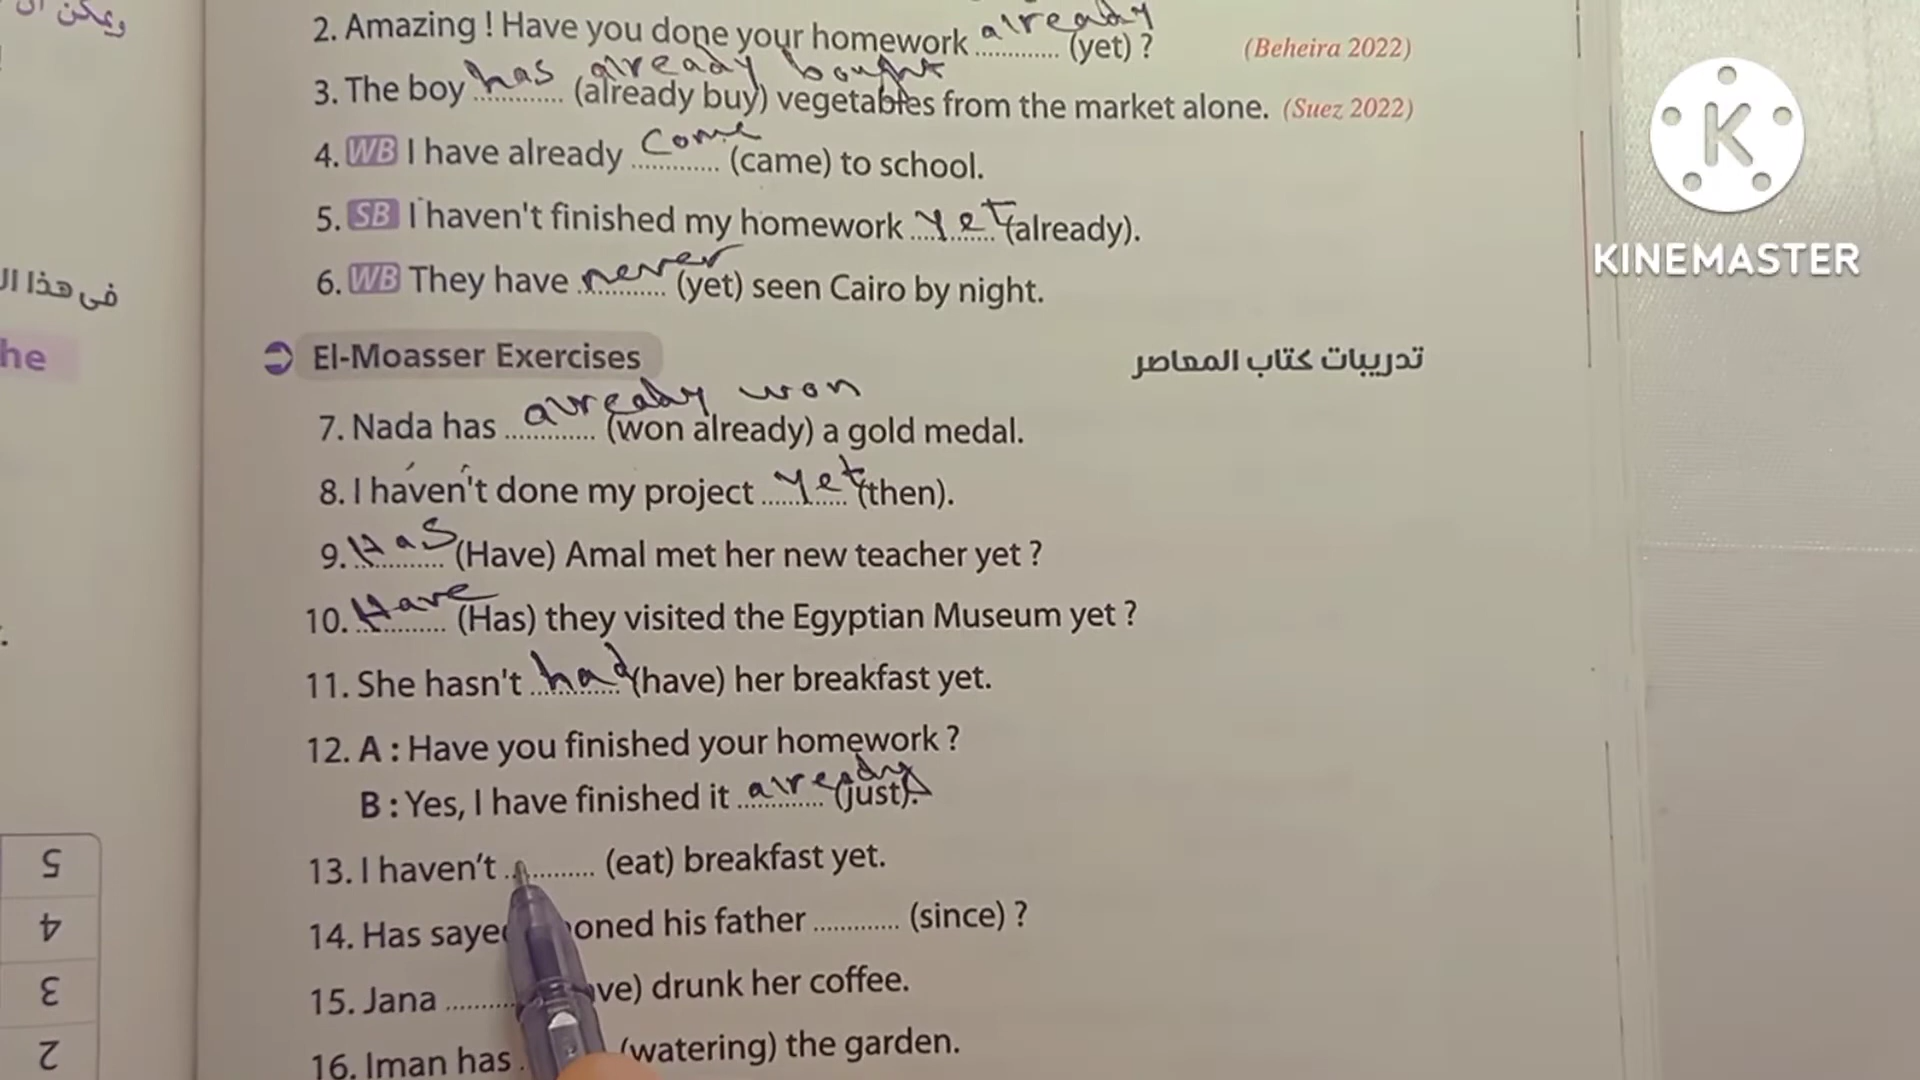 ويمكن أن
2. Amazing ! Have you done your homework already (yet) ? (Beheira 2022)
3. The boy has already bought (already buy) vegetables from the market alone. (Suez 2022)
4. WB I have already come (came) to school.
5. SB I haven't finished my homework yet (already).
6. WB They have never (yet) seen Cairo by night.
فى هذا
he
El-Moasser Exercises تدريبات كتاب المعاصر
7. Nada has already won (won already) a gold medal.
8. I haven't done my project yet (then).
9. Has (Have) Amal met her new teacher yet ?
10. Have (Has) they visited the Egyptian Museum yet ?
11. She hasn't had (have) her breakfast yet.
12. A : Have you finished your homework ?
B : Yes, I have finished it already (just).
13. I haven't .......... (eat) breakfast yet.
14. Has saye oned his father .......... (since) ?
15. Jana .......... ve) drunk her coffee.
16. Iman has . (watering) the garden.
5
4
3
2
K
KINEMASTER